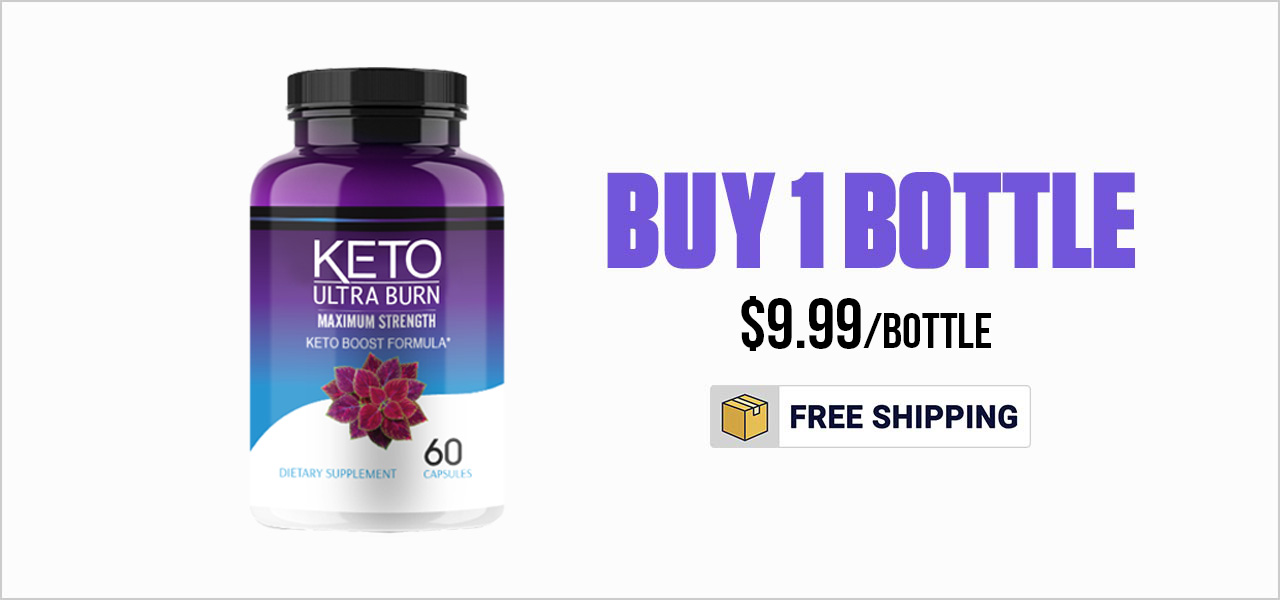 KETO
ULTRA BURN
MAXIMUM STRENGTH
KETO BOOST FORMULA*
60
DIETARY SUPPLEMENT CAPSULES
BUY 1 BOTTLE
$9.99/BOTTLE
FREE SHIPPING